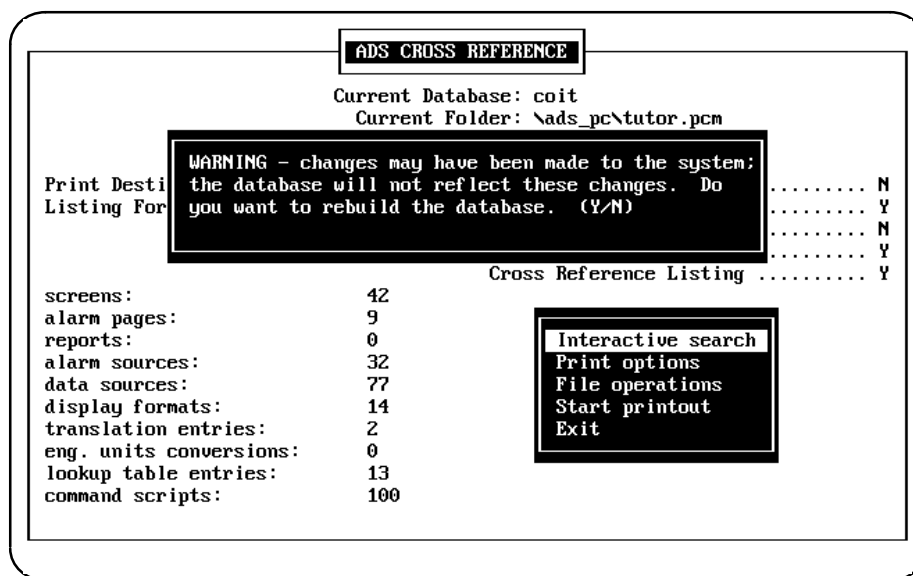 ADS CROSS REFERENCE
Current Database: coit
Current Folder: \ads_pc\tutor.pcm
WARNING - changes may have been made to the system;
the database will not reflect these changes. Do
you want to rebuild the database. (Y/N)
Print Desti ......... N
Listing For ......... Y
......... N
......... Y
Cross Reference Listing .......... Y
screens: 42
alarm pages: 9
reports: 0
alarm sources: 32
data sources: 77
display formats: 14
translation entries: 2
eng. units conversions: 0
lookup table entries: 13
command scripts: 100
Interactive search
Print options
File operations
Start printout
Exit